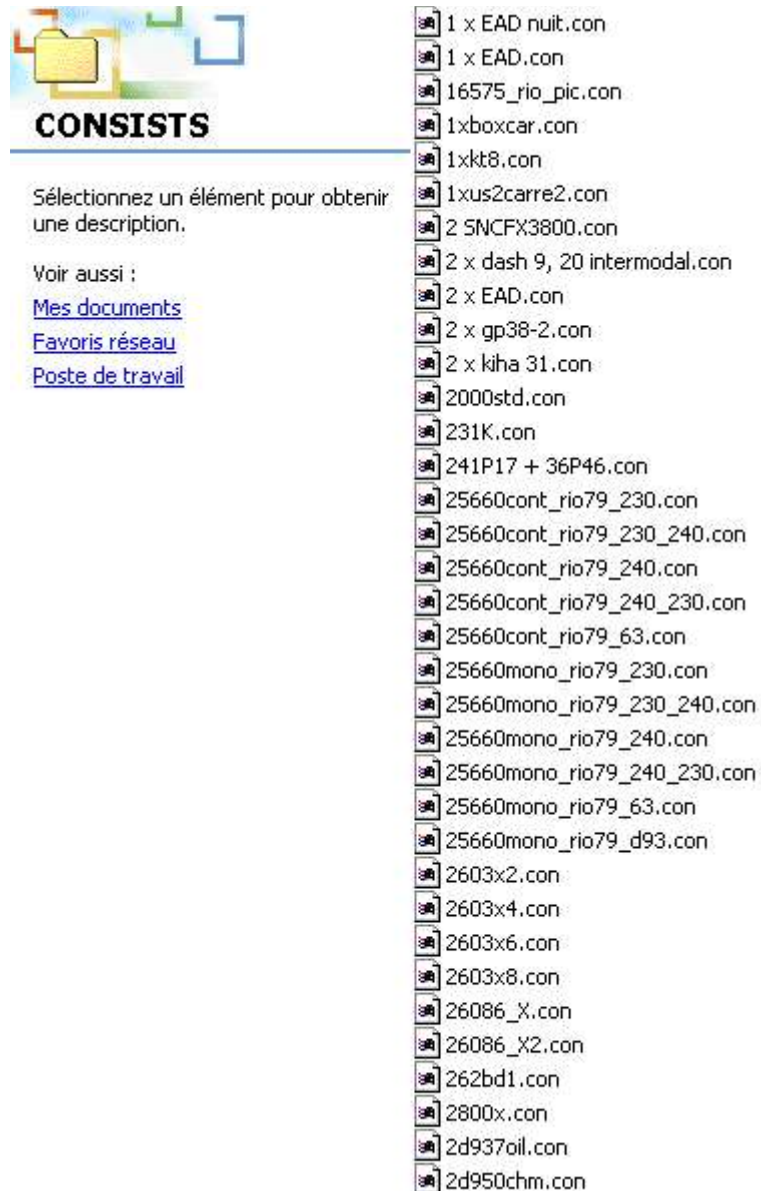 CONSISTS
Sélectionnez un élément pour obtenir
une description.
Voir aussi :
Mes documents
Favoris réseau
Poste de travail
1 x EAD nuit.con
1 x EAD.con
16575_rio_pic.con
1xboxcar.con
1xkt8.con
1xus2carre2.con
2 SNCFX3800.con
2 x dash 9, 20 intermodal.con
2 x EAD.con
2 x gp38-2.con
2 x kiha 31.con
2000std.con
231K.con
241P17 + 36P46.con
25660cont_rio79_230.con
25660cont_rio79_230_240.con
25660cont_rio79_240.con
25660cont_rio79_240_230.con
25660cont_rio79_63.con
25660mono_rio79_230.con
25660mono_rio79_230_240.con
25660mono_rio79_240.con
25660mono_rio79_240_230.con
25660mono_rio79_63.con
25660mono_rio79_d93.con
2603x2.con
2603x4.con
2603x6.con
2603x8.con
26086_X.con
26086_X2.con
262bd1.con
2800x.con
2d937oil.con
2d950chm.con